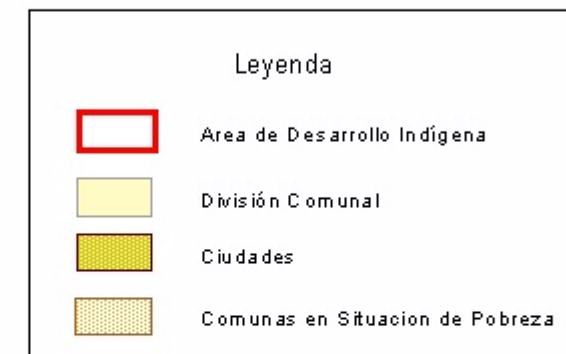 Leyenda
Area de Desarrollo Indígena
División Comunal
Ciudades
Comunas en Situacion de Pobreza